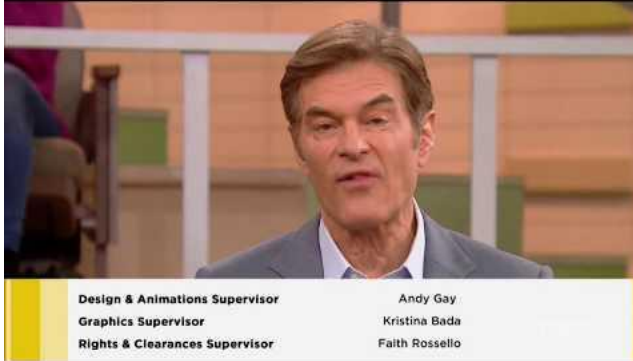 Design & Animations Supervisor Andy Gay
Graphics Supervisor Kristina Bada
Rights & Clearances Supervisor Faith Rossello